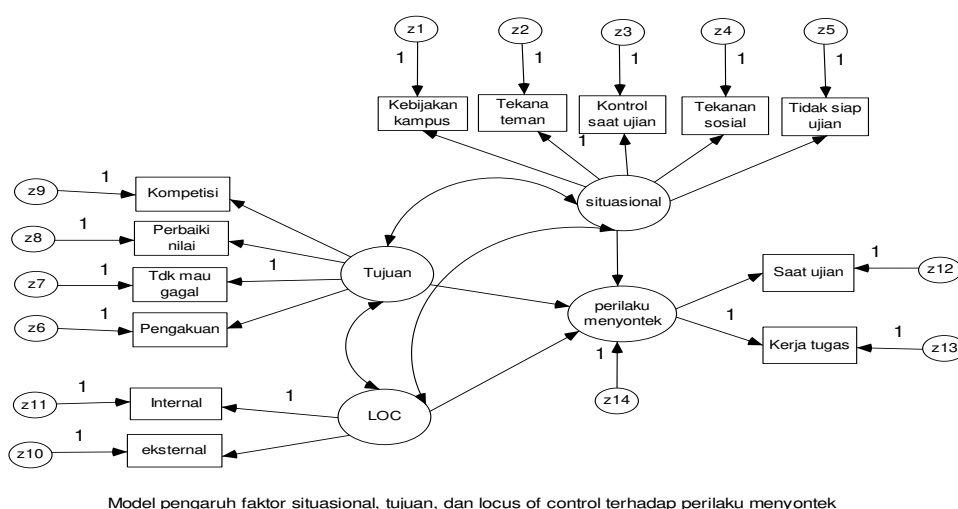 z1
z2
z3
z4
z5
1
1
1
1
1
Kebijakan
kampus
Tekana
teman
Kontrol
saat ujian
Tekanan
sosial
Tidak siap
ujian
1
situasional
z9
1
Kompetisi
z8
1
Perbaiki
nilai
z7
1
Tdk mau
gagal
1
z6
1
Pengakuan
Tujuan
perilaku
menyontek
1
z14
Saat ujian
1
z12
1
Kerja tugas
1
z13
z11
1
Internal
1
LOC
z10
1
eksternal
Model pengaruh faktor situasional, tujuan, dan locus of control terhadap perilaku menyontek